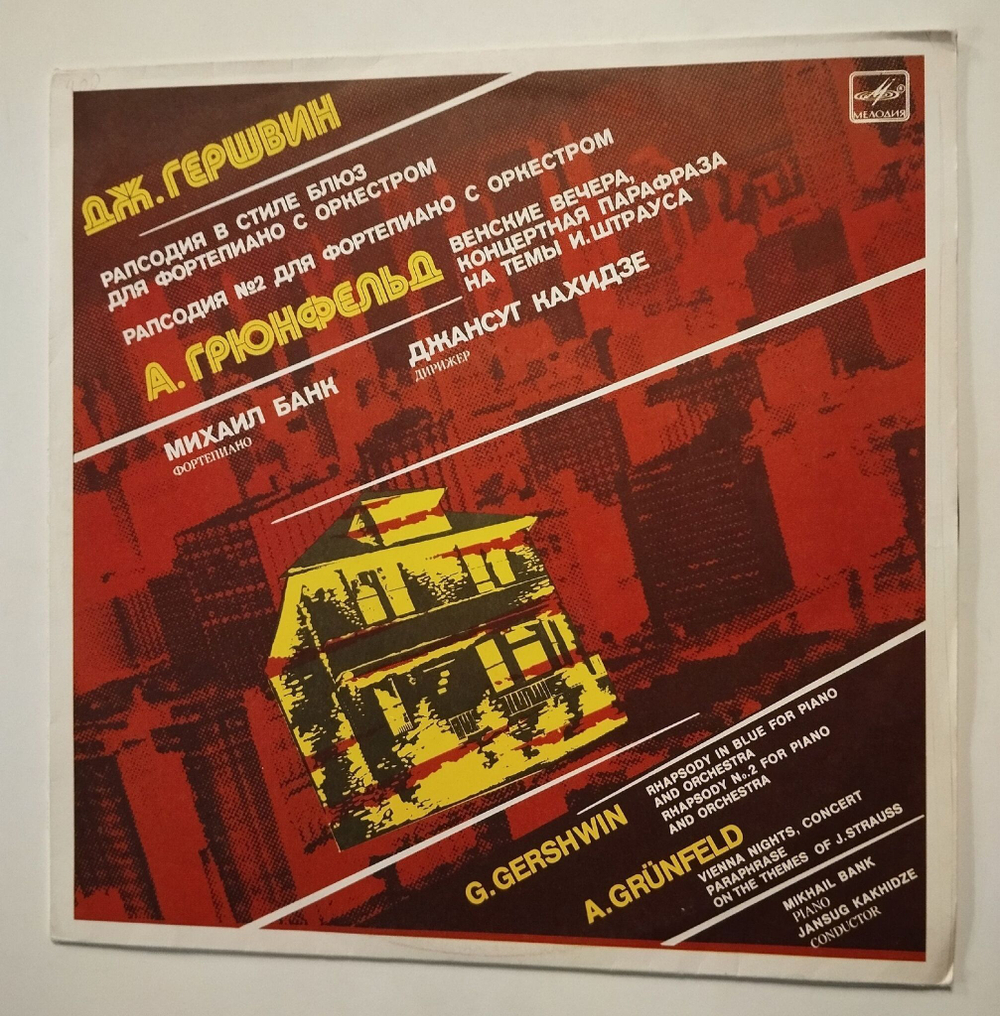 МЕЛОДИЯ
ДЖ. ГЕРШВИН
РАПСОДИЯ В СТИЛЕ БЛЮЗ
ДЛЯ ФОРТЕПИАНО С ОРКЕСТРОМ
РАПСОДИЯ №2 ДЛЯ ФОРТЕПИАНО С ОРКЕСТРОМ
А. ГРЮНФЕЛЬД
ВЕНСКИЕ ВЕЧЕРА,
КОНЦЕРТНАЯ ПАРАФРАЗА
НА ТЕМЫ И. ШТРАУСА
МИХАИЛ БАНК
ФОРТЕПИАНО
ДЖАНСУГ КАХИДЗЕ
ДИРИЖЕР
G. GERSHWIN
RHAPSODY IN BLUE FOR PIANO
AND ORCHESTRA
RHAPSODY No. 2 FOR PIANO
AND ORCHESTRA
A. GRÜNFELD
VIENNA NIGHTS, CONCERT
PARAPHRASE
ON THE THEMES OF J. STRAUSS
MIKHAIL BANK
PIANO
JANSUG KAKHIDZE
CONDUCTOR